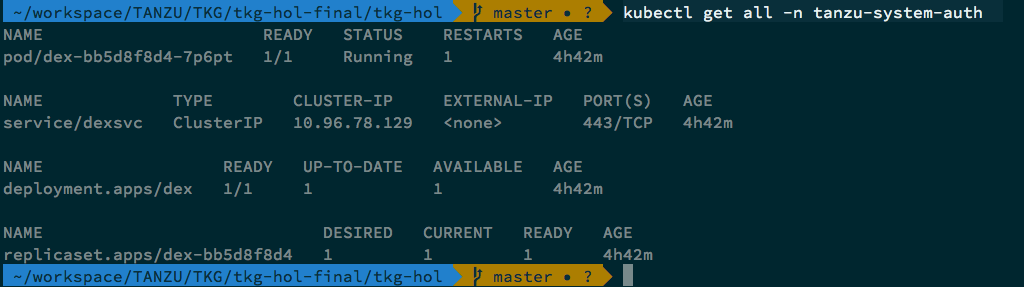 ~/workspace/TANZU/TKG/tkg-hol-final/tkg-hol master • ? kubectl get all -n tanzu-system-auth
NAME READY STATUS RESTARTS AGE
pod/dex-bb5d8f8d4-7p6pt 1/1 Running 1 4h42m
NAME TYPE CLUSTER-IP EXTERNAL-IP PORT(S) AGE
service/dexsvc ClusterIP 10.96.78.129 <none> 443/TCP 4h42m
NAME READY UP-TO-DATE AVAILABLE AGE
deployment.apps/dex 1/1 1 1 4h42m
NAME DESIRED CURRENT READY AGE
replicaset.apps/dex-bb5d8f8d4 1 1 1 4h42m
~/workspace/TANZU/TKG/tkg-hol-final/tkg-hol master • ?